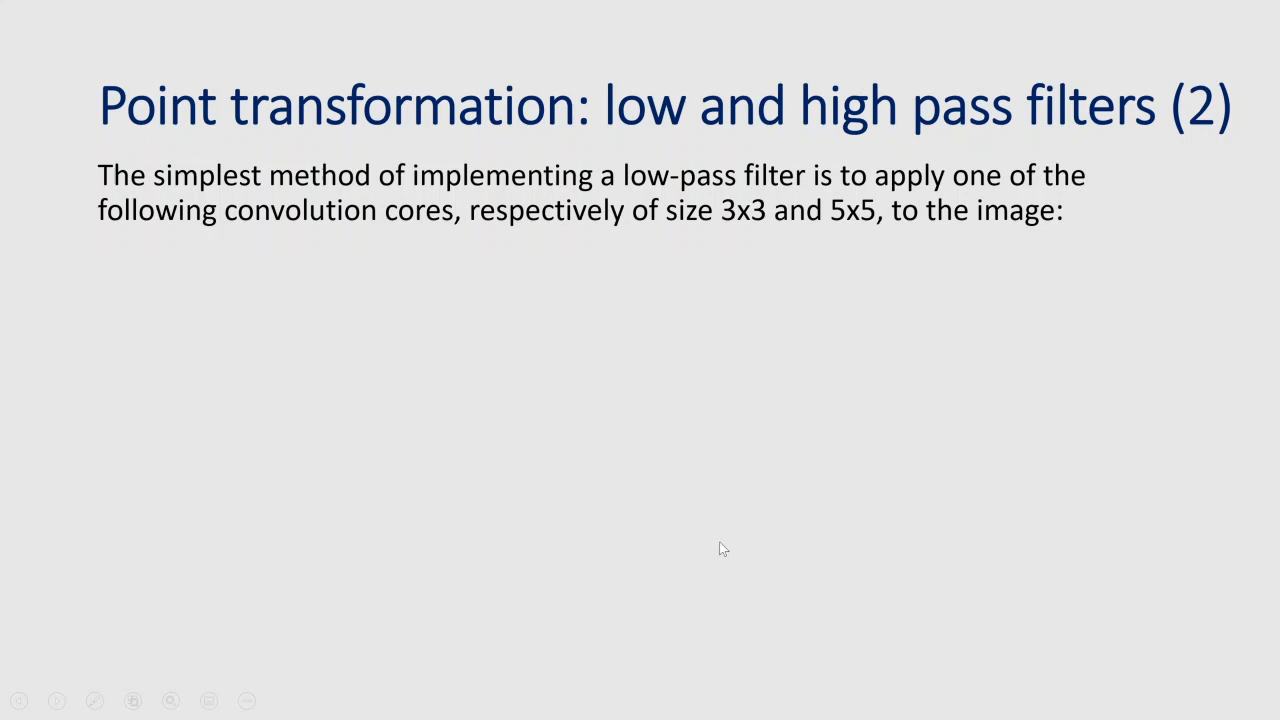 Point transformation: low and high pass filters (2)
The simplest method of implementing a low-pass filter is to apply one of the
following convolution cores, respectively of size 3x3 and 5x5, to the image: